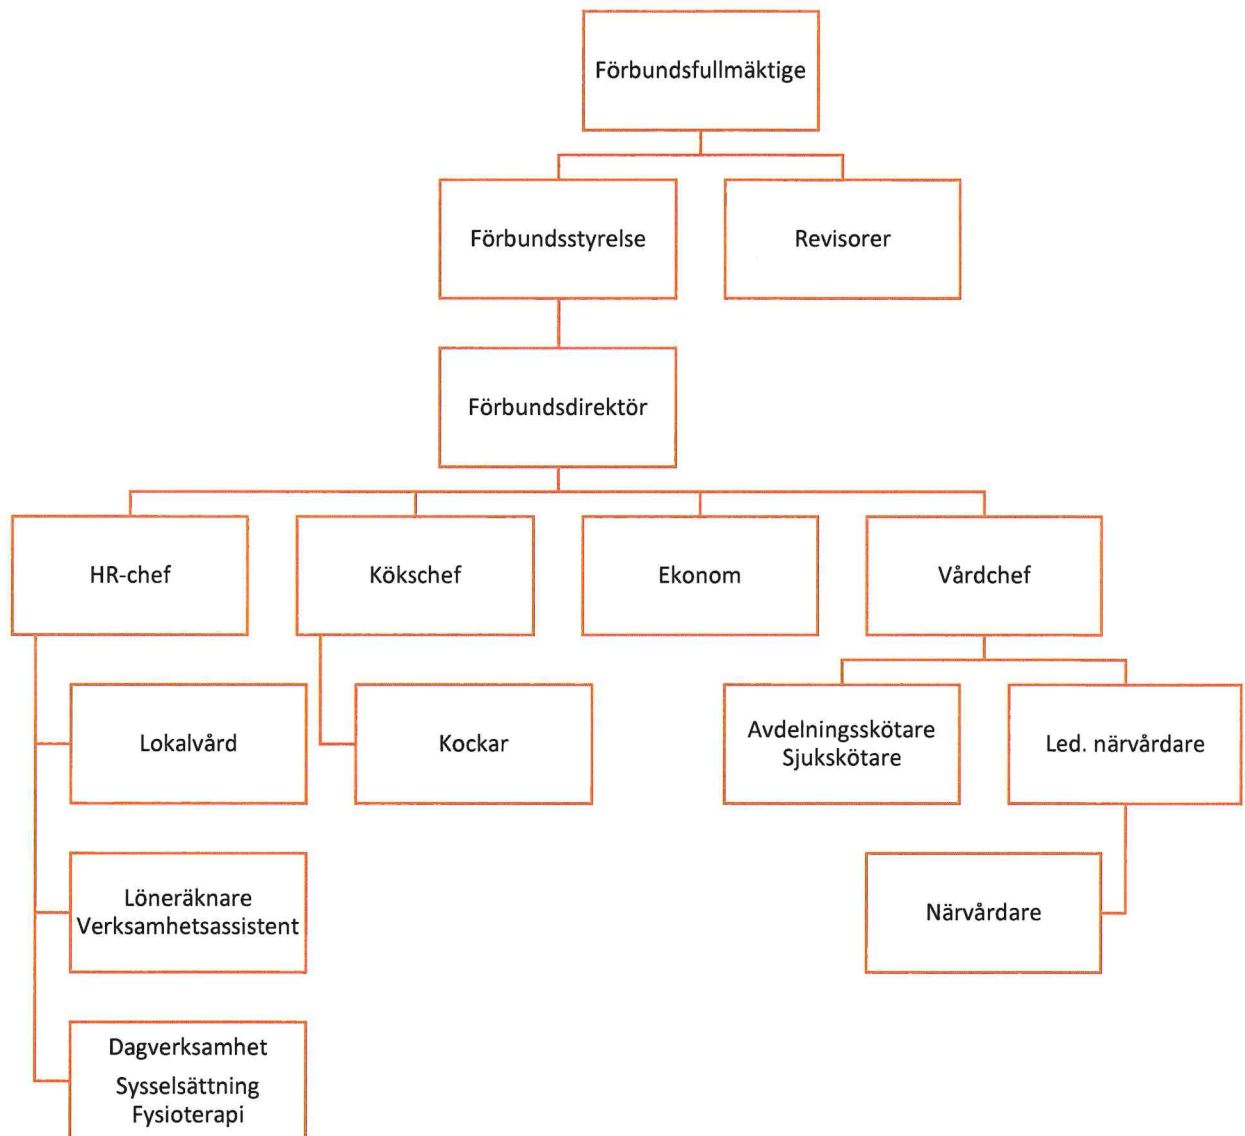 Förbundsfullmäktige
Förbundsstyrelse
Revisorer
Förbundsdirektör
HR-chef
Kökschef
Ekonom
Vårdchef
Lokalvård
Kockar
Avdelningsskötare
Sjukskötare
Led. närvårdare
Löneräknare
Verksamhetsassistent
Närvårdare
Dagverksamhet
Sysselsättning
Fysioterapi